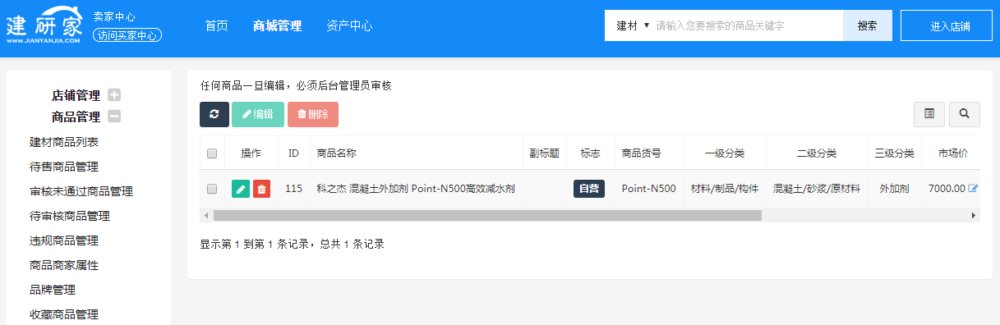 建研家
WWW.JIANYANJIA.COM
卖家中心
访问买家中心
首页 商城管理 资产中心
建材 ▼ 请输入您要搜索的商品关键字 搜索 进入店铺
店铺管理
商品管理
建材商品列表
待售商品管理
审核未通过商品管理
待审核商品管理
违规商品管理
商品商家属性
品牌管理
收藏商品管理
任何商品一旦编辑，必须后台管理员审核
编辑 删除
操作 ID 商品名称 副标题 标志 商品货号 一级分类 二级分类 三级分类 市场价
115 科之杰 混凝土外加剂 Point-N500高效减水剂 自营 Point-N500 材料/制品/构件 混凝土/砂浆/原材料 外加剂 7000.00
显示第 1 到第 1 条记录，总共 1 条记录